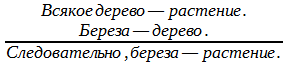 Всякое дерево — растение.
Береза — дерево.
Следовательно, береза — растение.